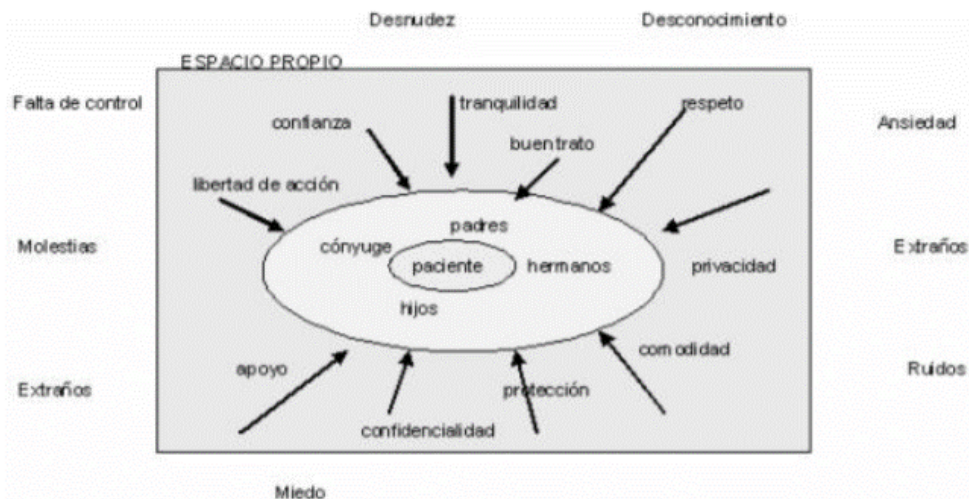 Desnudez
Desconocimiento
ESPACIO PROPIO
Falta de control
tranquilidad
respeto
confianza
Ansiedad
buen trato
libertad de acción
padres
Molestias
cónyuge
Extraños
paciente
hermanos
privacidad
hijos
comodidad
apoyo
Ruidos
Extraños
protección
confidencialidad
Miedo